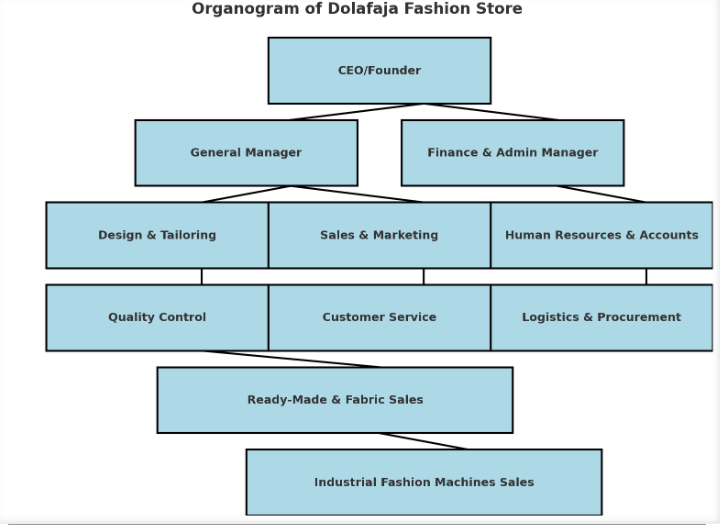 Organogram of Dolafaja Fashion Store
CEO/Founder
General Manager
Finance & Admin Manager
Design & Tailoring
Sales & Marketing
Human Resources & Accounts
Quality Control
Customer Service
Logistics & Procurement
Ready-Made & Fabric Sales
Industrial Fashion Machines Sales